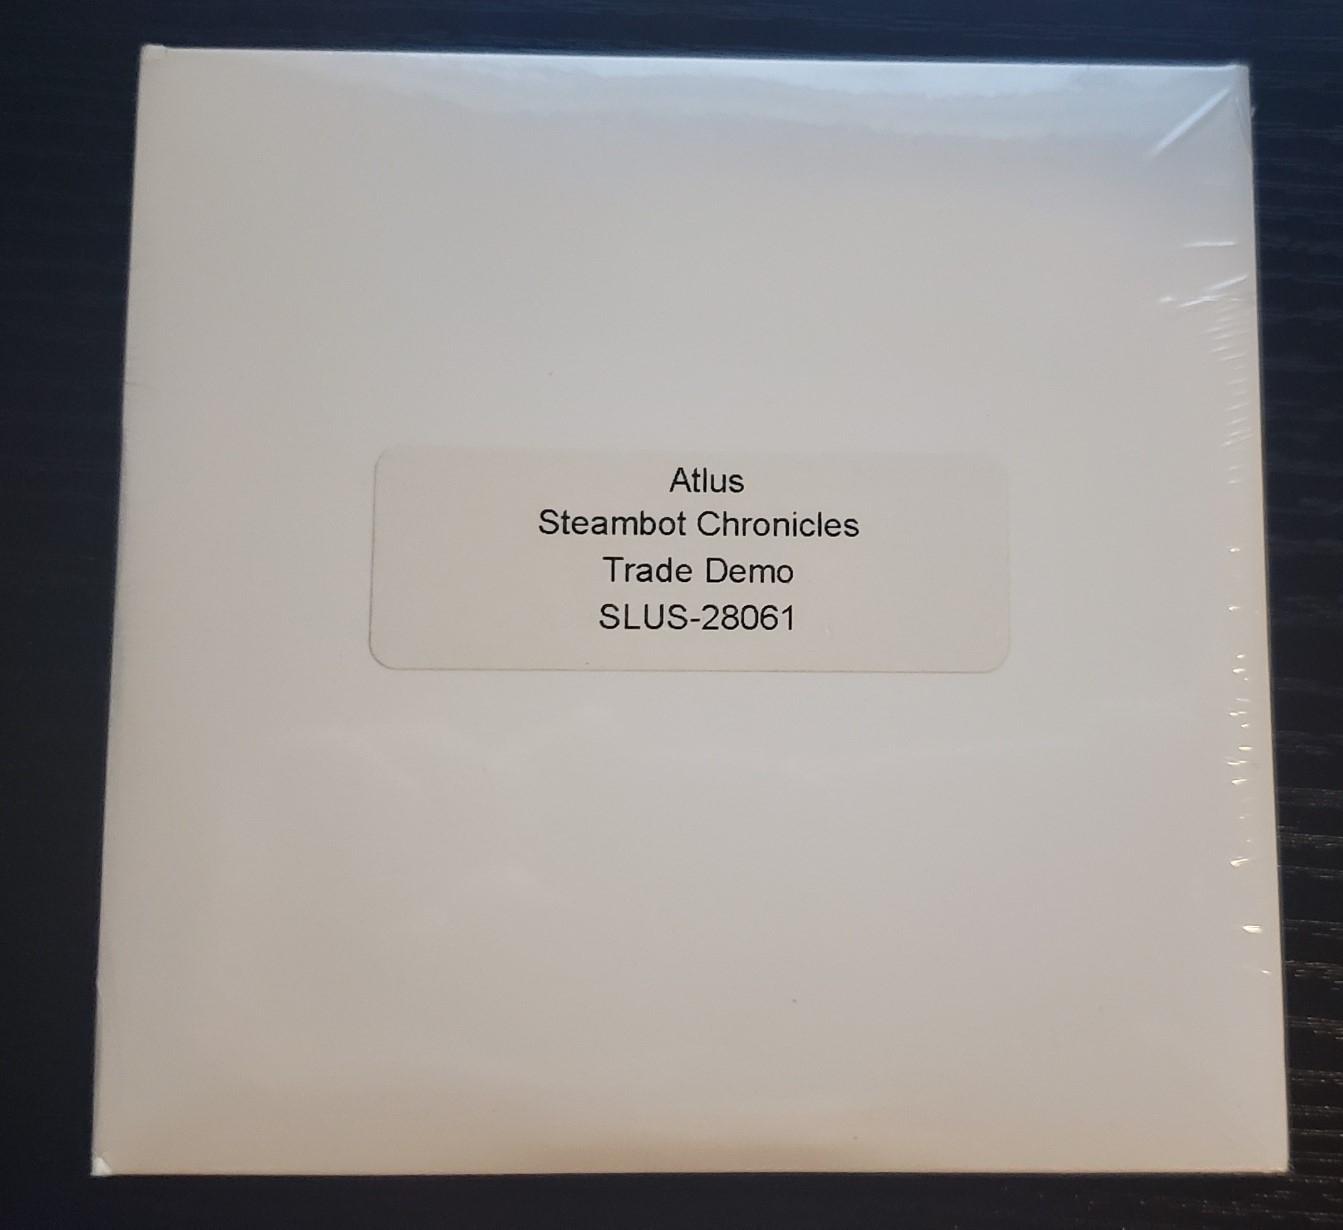 Atlus
Steambot Chronicles
Trade Demo
SLUS-28061